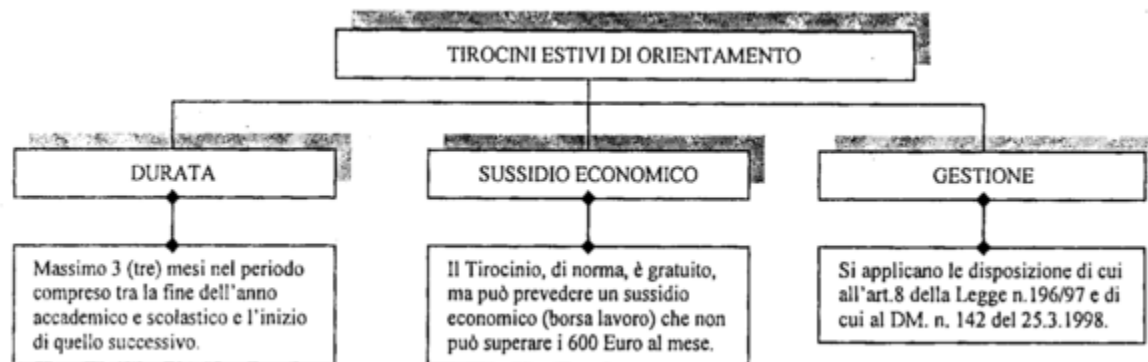 TIROCINI ESTIVI DI ORIENTAMENTO
DURATA
Massimo 3 (tre) mesi nel periodo
compreso tra la fine dell'anno
accademico e scolastico e l'inizio
di quello successivo.
SUSSIDIO ECONOMICO
Il Tirocinio, di norma, è gratuito,
ma può prevedere un sussidio
economico (borsa lavoro) che non
può superare i 600 Euro al mese.
GESTIONE
Si applicano le disposizione di cui
all'art.8 della Legge n.196/97 e di
cui al DM. n. 142 del 25.3.1998.